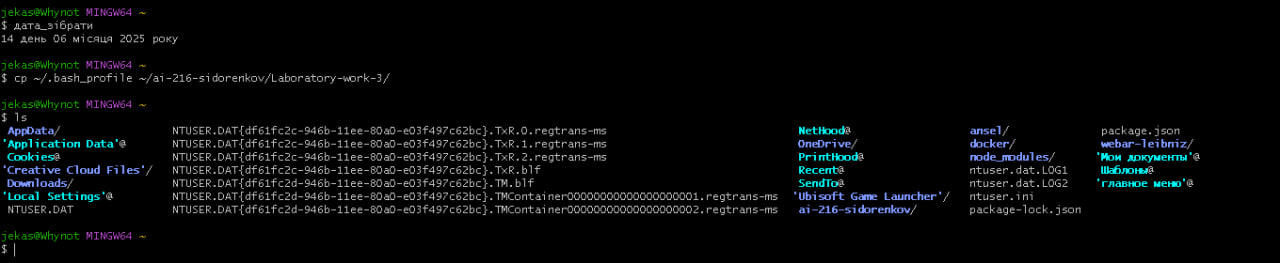 jekas@Whynot MINGW64 ~
$ дата_зібрати
14 день 06 місяця 2025 року
jekas@Whynot MINGW64 ~
$ cp ~/.bash_profile ~/ai-216-sidorenkov/Laboratory-work-3/
jekas@Whynot MINGW64 ~
$ ls
AppData/ NTUSER.DAT{df61fc2c-946b-11ee-80a0-e03f497c62bc}.TxR.0.regtrans-ms NetHood@ ansel/ package.json
'Application Data'@ NTUSER.DAT{df61fc2c-946b-11ee-80a0-e03f497c62bc}.TxR.1.regtrans-ms OneDrive/ docker/ webar-leibniz/
Cookies@ NTUSER.DAT{df61fc2c-946b-11ee-80a0-e03f497c62bc}.TxR.2.regtrans-ms PrintHood@ node_modules/ 'Мои документы'@
'Creative Cloud Files'/ NTUSER.DAT{df61fc2c-946b-11ee-80a0-e03f497c62bc}.TxR.blf Recent@ ntuser.dat.LOG1 Шаблоны@
Downloads/ NTUSER.DAT{df61fc2d-946b-11ee-80a0-e03f497c62bc}.TM.blf SendTo@ ntuser.dat.LOG2 'главное меню'@
'Local Settings'@ NTUSER.DAT{df61fc2d-946b-11ee-80a0-e03f497c62bc}.TMContainer00000000000000000001.regtrans-ms 'Ubisoft Game Launcher'/ ntuser.ini
NTUSER.DAT NTUSER.DAT{df61fc2d-946b-11ee-80a0-e03f497c62bc}.TMContainer00000000000000000002.regtrans-ms ai-216-sidorenkov/ package-lock.json
jekas@Whynot MINGW64 ~
$